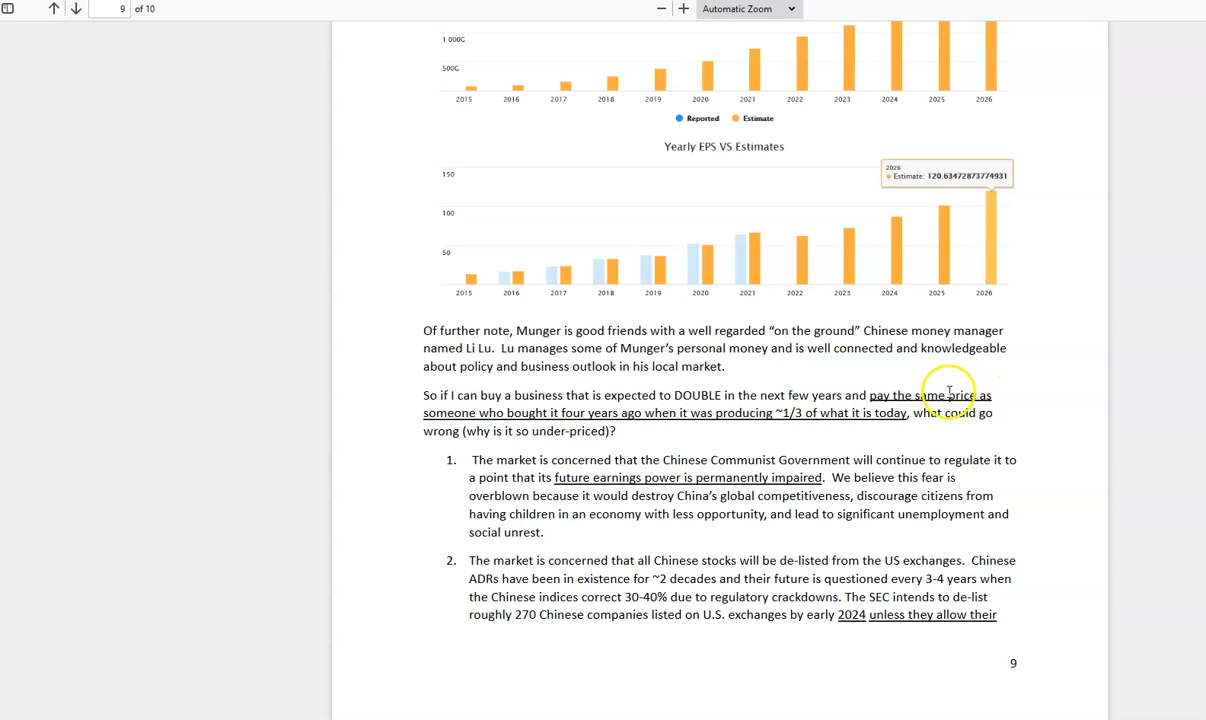 9 of 10 Automatic Zoom
1 000G
500G
2015 2016 2017 2018 2019 2020 2021 2022 2023 2024 2025 2026
Reported Estimate
Yearly EPS VS Estimates
2026
Estimate: 120.63472873774931
150
100
50
2015 2016 2017 2018 2019 2020 2021 2022 2023 2024 2025 2026
Of further note, Munger is good friends with a well regarded “on the ground” Chinese money manager
named Li Lu. Lu manages some of Munger’s personal money and is well connected and knowledgeable
about policy and business outlook in his local market.
So if I can buy a business that is expected to DOUBLE in the next few years and pay the same price as
someone who bought it four years ago when it was producing ~1/3 of what it is today, what could go
wrong (why is it so under-priced)?
1. The market is concerned that the Chinese Communist Government will continue to regulate it to
a point that its future earnings power is permanently impaired. We believe this fear is
overblown because it would destroy China’s global competitiveness, discourage citizens from
having children in an economy with less opportunity, and lead to significant unemployment and
social unrest.
2. The market is concerned that all Chinese stocks will be de-listed from the US exchanges. Chinese
ADRs have been in existence for ~2 decades and their future is questioned every 3-4 years when
the Chinese indices correct 30-40% due to regulatory crackdowns. The SEC intends to de-list
roughly 270 Chinese companies listed on U.S. exchanges by early 2024 unless they allow their
9